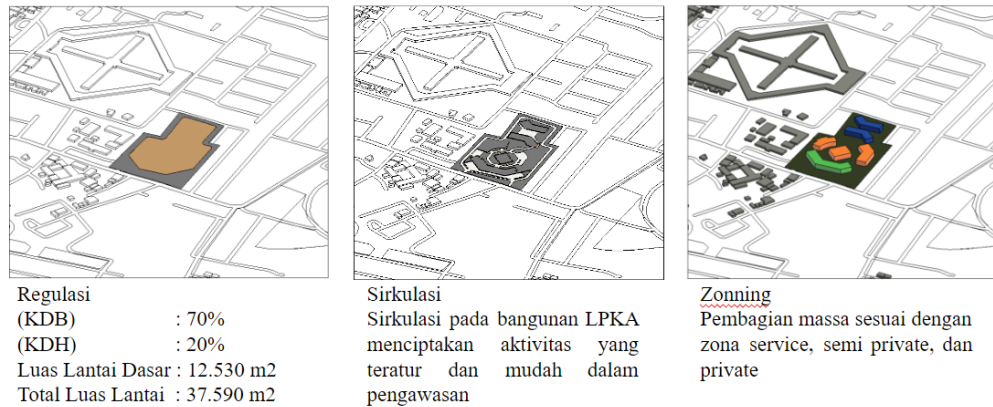 Regulasi
(KDB) : 70%
(KDH) : 20%
Luas Lantai Dasar : 12.530 m2
Total Luas Lantai : 37.590 m2
Sirkulasi
Sirkulasi pada bangunan LPKA
menciptakan aktivitas yang
teratur dan mudah dalam
pengawasan
Zonning
Pembagian massa sesuai dengan
zona service, semi private, dan
private